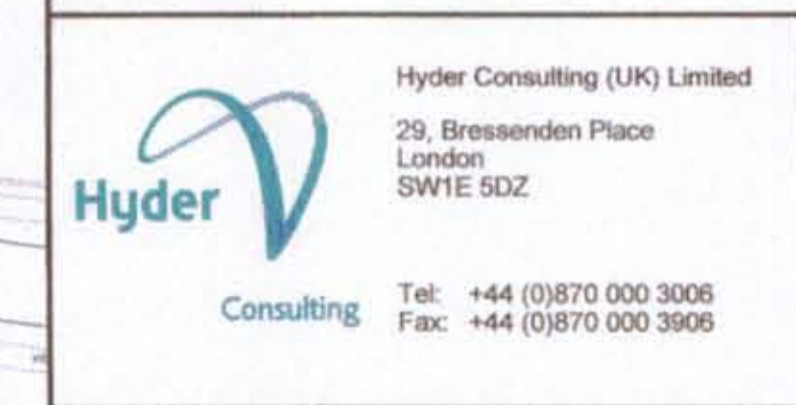 Hyder
Consulting
Hyder Consulting (UK) Limited
29, Bressenden Place
London
SW1E 5DZ
Tel: +44 (0)870 000 3006
Fax: +44 (0)870 000 3906